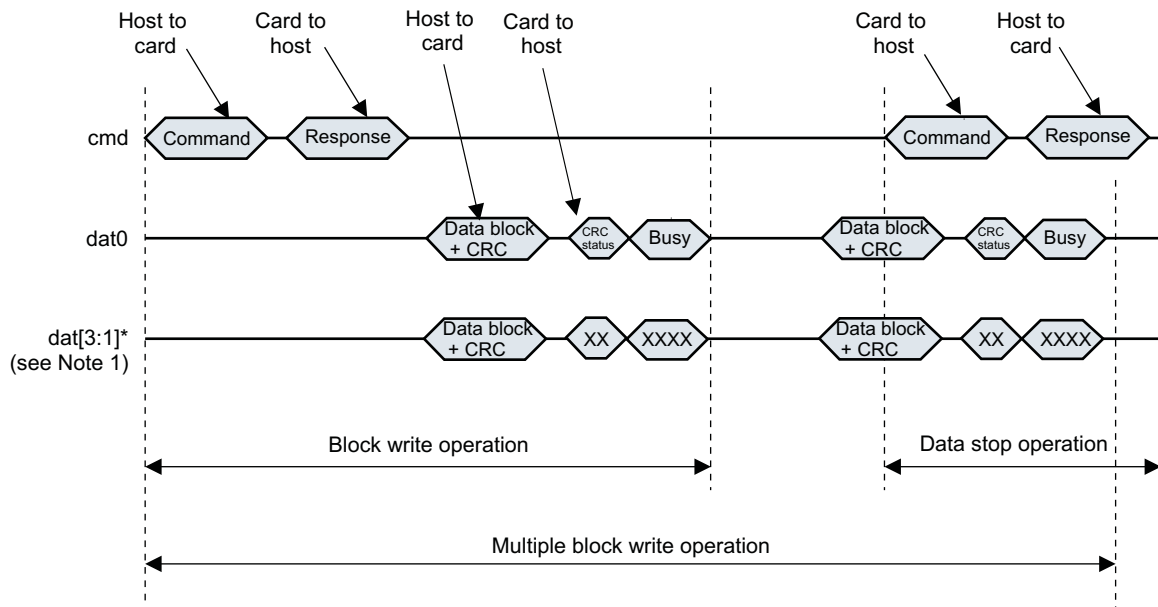 Host to
card
Card to
host
Host to
card
Card to
host
Card to
host
Host to
card
cmd
Command
Response
Command
Response
dat0
Data block
+ CRC
CRC
status
Busy
Data block
+ CRC
CRC
status
Busy
dat[3:1]*
(see Note 1)
Data block
+ CRC
XX
XXXX
Data block
+ CRC
XX
XXXX
Block write operation
Data stop operation
Multiple block write operation